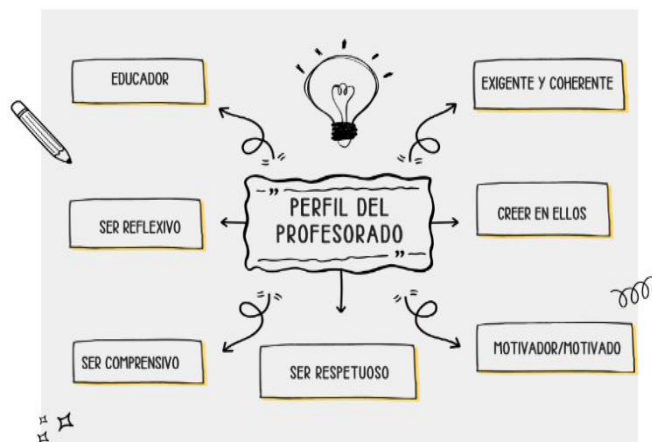 EDUCADOR
EXIGENTE Y COHERENTE
PERFIL DEL
PROFESORADO
SER REFLEXIVO
CREER EN ELLOS
SER COMPRENSIVO
SER RESPETUOSO
MOTIVADOR/MOTIVADO